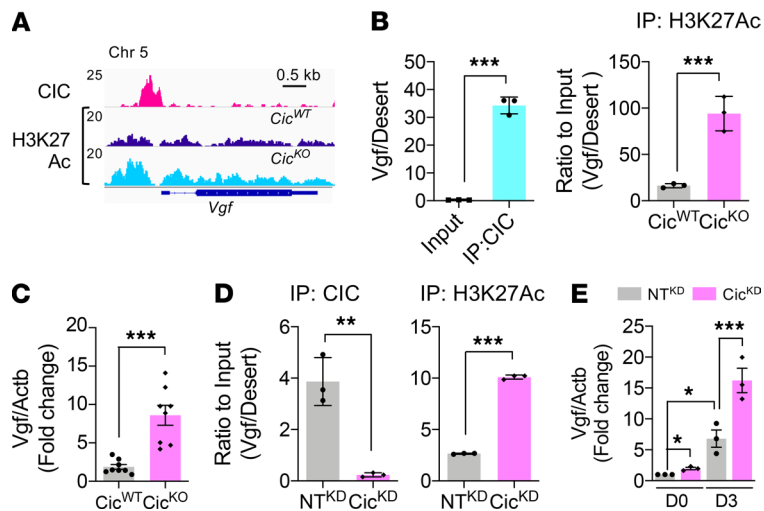 A
Chr 5
CIC
25
0.5 kb
H3K27
Ac
20
Cic^WT
20
Cic^KO
Vgf
B
Vgf/Desert
50
40
30
20
10
0
***
Input
IP:CIC
IP: H3K27Ac
Ratio to Input
(Vgf/Desert )
150
100
50
0
***
Cic^WT Cic^KO
C
Vgf/Actb
(Fold change)
20
15
10
5
0
***
Cic^WT Cic^KO
D
IP: CIC
Ratio to Input
(Vgf/Desert)
6
4
2
0
**
NT^KD Cic^KD
IP: H3K27Ac
15
10
5
0
***
NT^KD Cic^KD
E
NT^KD
Cic^KD
Vgf/Actb
(Fold change)
25
20
15
10
5
0
*
*
***
D0
D3